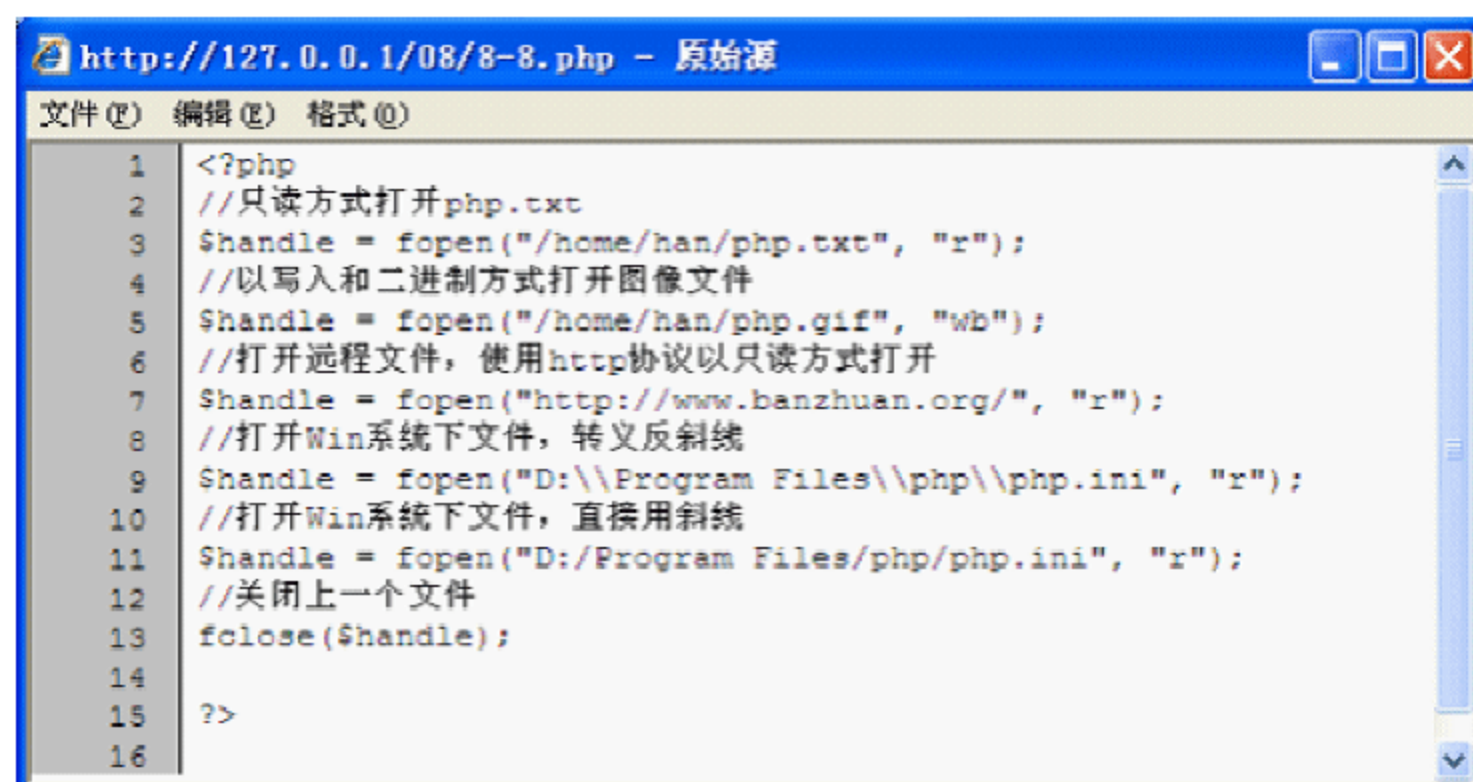 http://127.0.0.1/08/8-8.php - 原始源
文件(F) 编辑(E) 格式(O)
1 <?php
2 //只读方式打开php.txt
3 $handle = fopen("/home/han/php.txt", "r");
4 //以写入和二进制方式打开图像文件
5 $handle = fopen("/home/han/php.gif", "wb");
6 //打开远程文件，使用http协议以只读方式打开
7 $handle = fopen("http://www.banzhuan.org/", "r");
8 //打开Win系统下文件，转义反斜线
9 $handle = fopen("D:\\Program Files\\php\\php.ini", "r");
10 //打开Win系统下文件，直接用斜线
11 $handle = fopen("D:/Program Files/php/php.ini", "r");
12 //关闭上一个文件
13 fclose($handle);
14
15 ?>
16